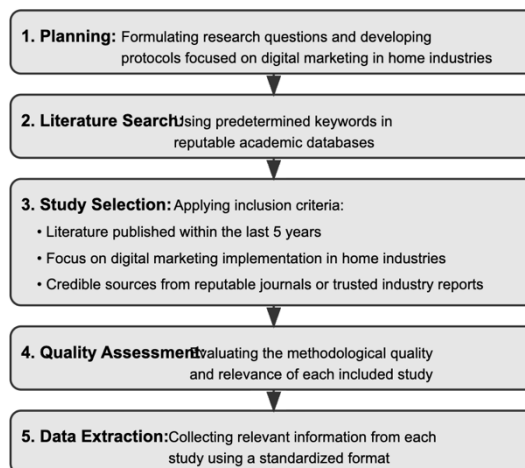 1. Planning: Formulating research questions and developing
protocols focused on digital marketing in home industries
2. Literature Search: Using predetermined keywords in
reputable academic databases
3. Study Selection: Applying inclusion criteria:
• Literature published within the last 5 years
• Focus on digital marketing implementation in home industries
• Credible sources from reputable journals or trusted industry reports
4. Quality Assessment: Evaluating the methodological quality
and relevance of each included study
5. Data Extraction: Collecting relevant information from each
study using a standardized format